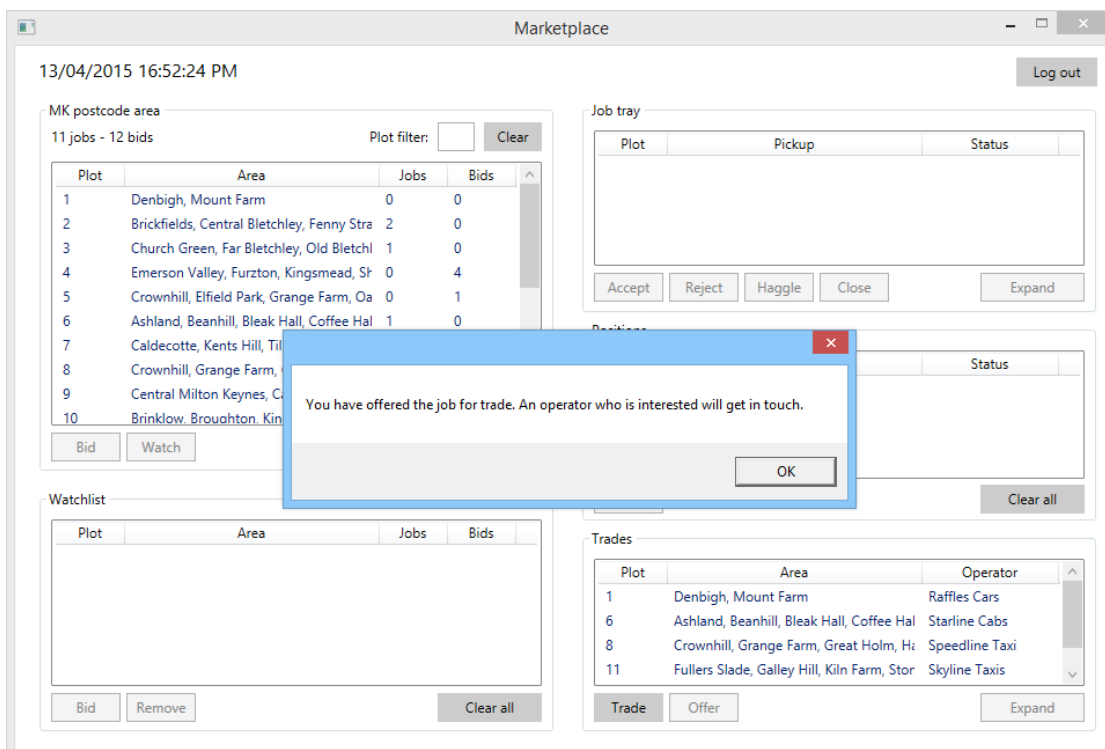 Marketplace
13/04/2015 16:52:24 PM
Log out
MK postcode area
11 jobs - 12 bids
Plot filter:
Clear
Plot Area Jobs Bids
1 Denbigh, Mount Farm 0 0
2 Brickfields, Central Bletchley, Fenny Stra 2 0
3 Church Green, Far Bletchley, Old Bletchl 1 0
4 Emerson Valley, Furzton, Kingsmead, Sh 0 4
5 Crownhill, Elfield Park, Grange Farm, Oa 0 1
6 Ashland, Beanhill, Bleak Hall, Coffee Hal 1 0
7 Caldecotte, Kents Hill, Til
8 Crownhill, Grange Farm,
9 Central Milton Keynes, Ca
10 Brinklow, Broughton, Kin
Bid Watch
Watchlist
Plot Area Jobs Bids
Bid Remove Clear all
Job tray
Plot Pickup Status
Accept Reject Haggle Close Expand
Positions
Status
Clear all
You have offered the job for trade. An operator who is interested will get in touch.
OK
Trades
Plot Area Operator
1 Denbigh, Mount Farm Raffles Cars
6 Ashland, Beanhill, Bleak Hall, Coffee Hal Starline Cabs
8 Crownhill, Grange Farm, Great Holm, Ha Speedline Taxi
11 Fullers Slade, Galley Hill, Kiln Farm, Stor Skyline Taxis
Trade Offer Expand